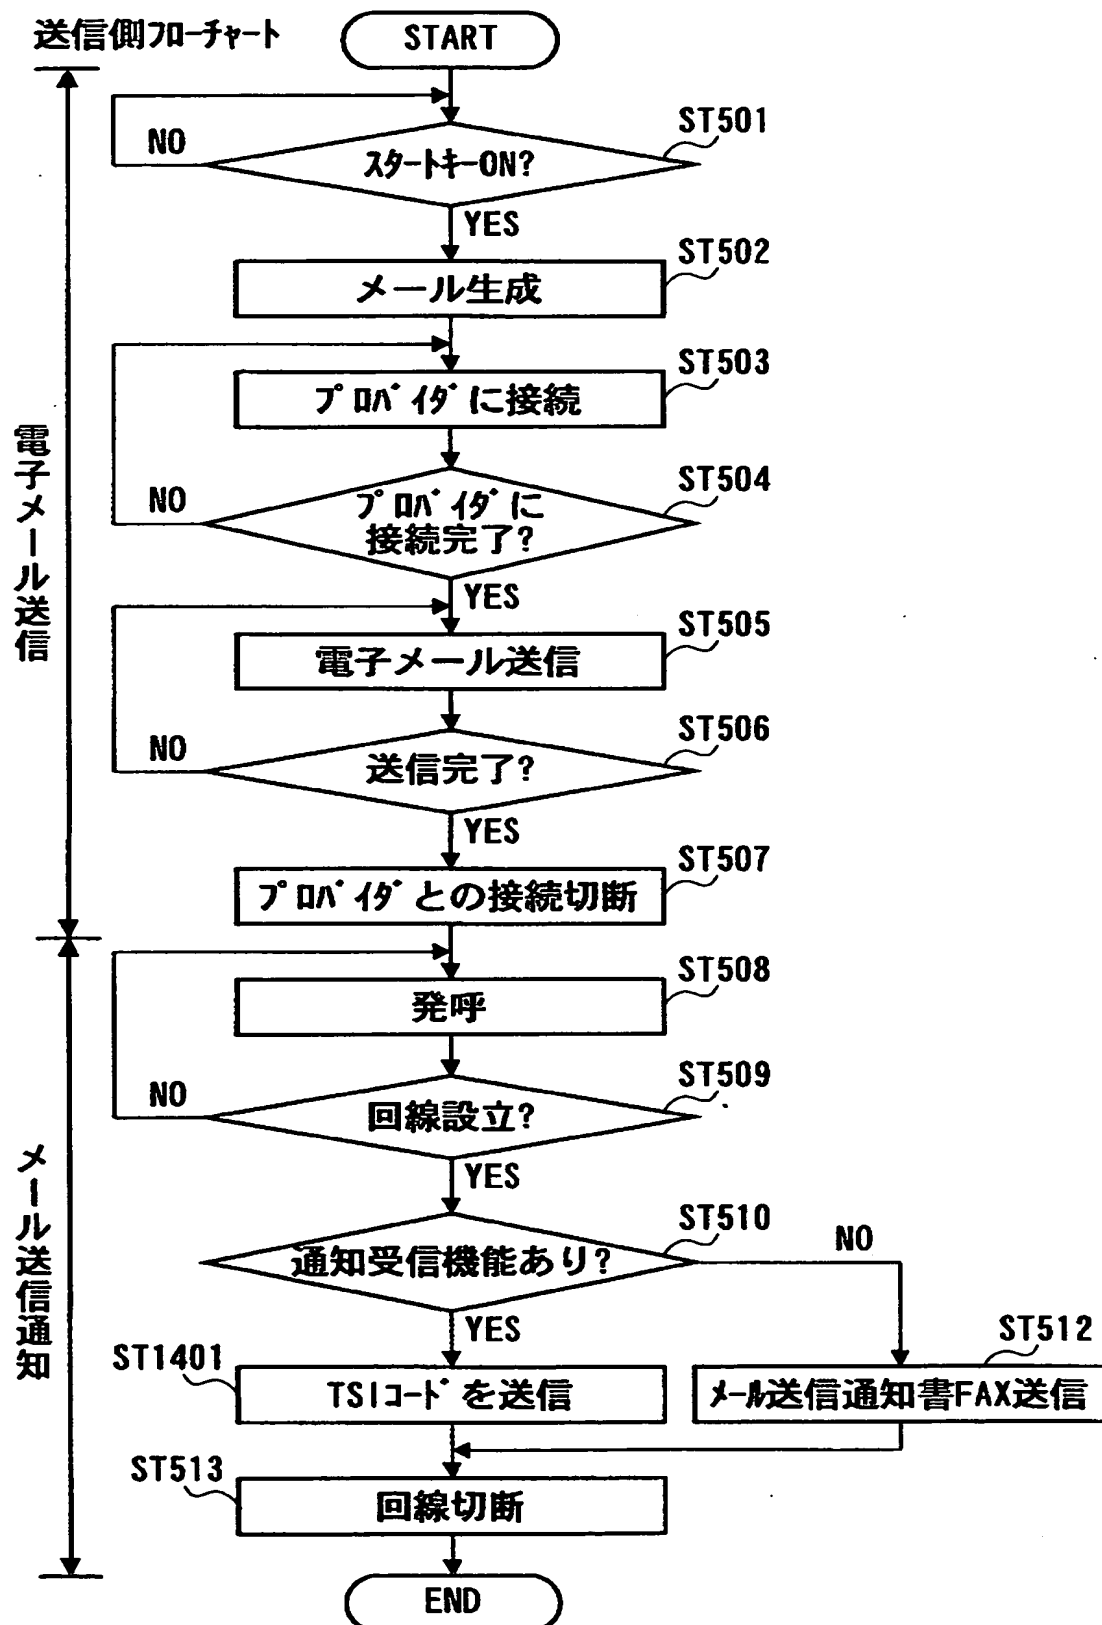 送信側ﾌﾛｰﾁｬｰﾄ
START
ST501
NO
ｽﾀｰﾄｷｰON?
YES
ST502
メール生成
ST503
ﾌﾟﾛﾊﾞｲﾀﾞに接続
ST504
NO
ﾌﾟﾛﾊﾞｲﾀﾞに
接続完了?
YES
ST505
電子メール送信
ST506
NO
送信完了?
YES
ST507
ﾌﾟﾛﾊﾞｲﾀﾞとの接続切断
電子メール送信
ST508
発呼
ST509
NO
回線設立?
YES
ST510
通知受信機能あり?
NO
YES
ST1401
TSIｺｰﾄﾞを送信
ST512
ﾒｰﾙ送信通知書FAX送信
ST513
回線切断
メール送信通知
END